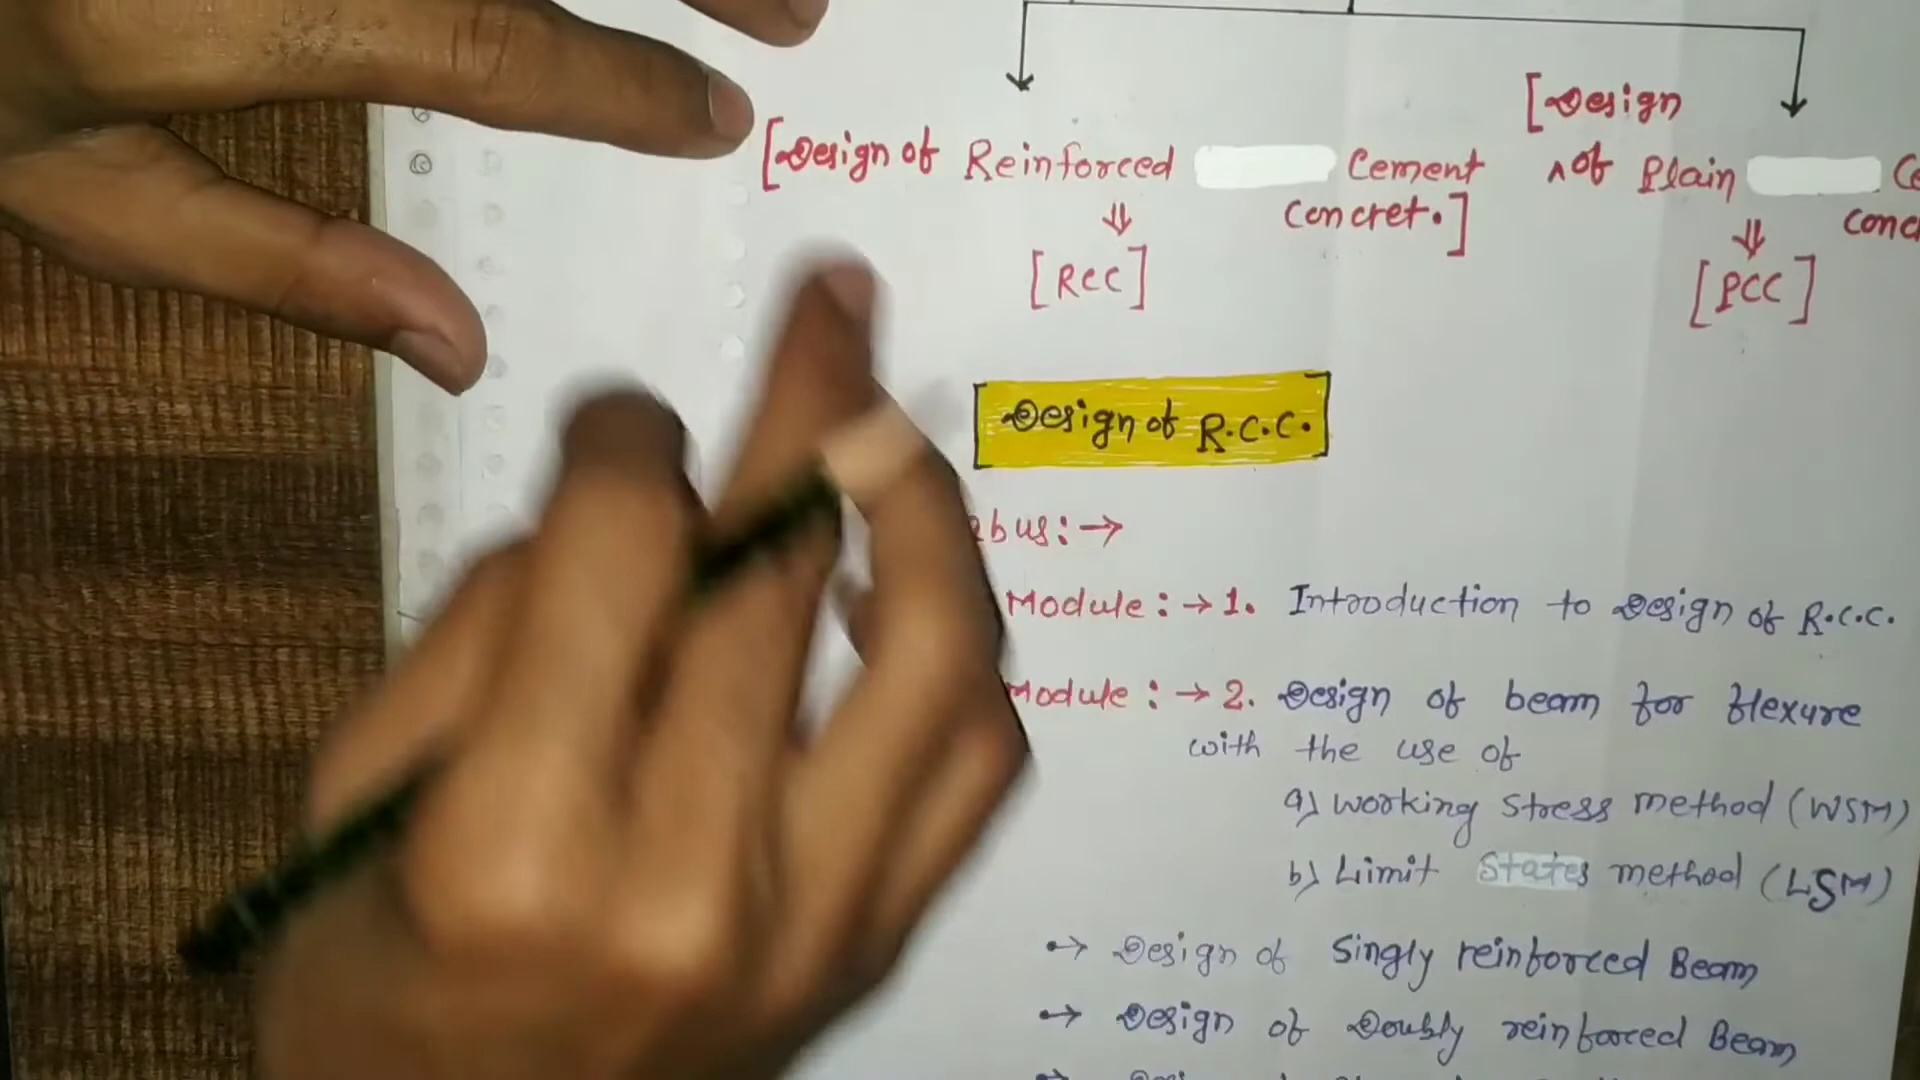 [Design of Reinforced Cement
Concret.]
⇓
[RCC]
[Design
∧of Plain
⇓
[PCC]
[Design of R.C.C.]
bus:→
Module:→ 1. Introduction to Design of R.C.C.
Module:→ 2. Design of beam for flexure
with the use of
a) Working Stress method (WSM)
b) Limit States method (LSM)
•→ Design of Singly reinforced Beam
•→ Design of Doubly reinforced Beam